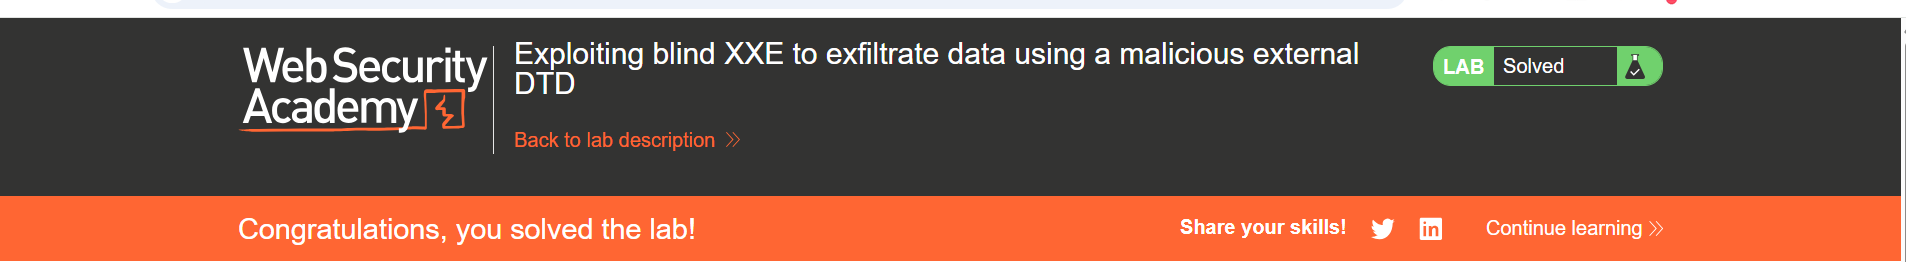 Web Security
Academy
Exploiting blind XXE to exfiltrate data using a malicious external
DTD
Back to lab description
LAB Solved
Congratulations, you solved the lab!
Share your skills!
Continue learning